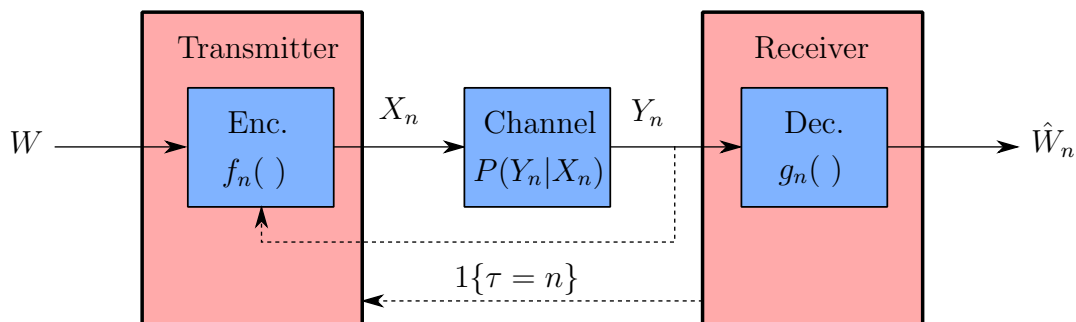 Transmitter
Receiver
W
Enc.
f_n( )
X_n
Channel
P(Y_n|X_n)
Y_n
Dec.
g_n( )
Ŵ_n
1{τ = n}